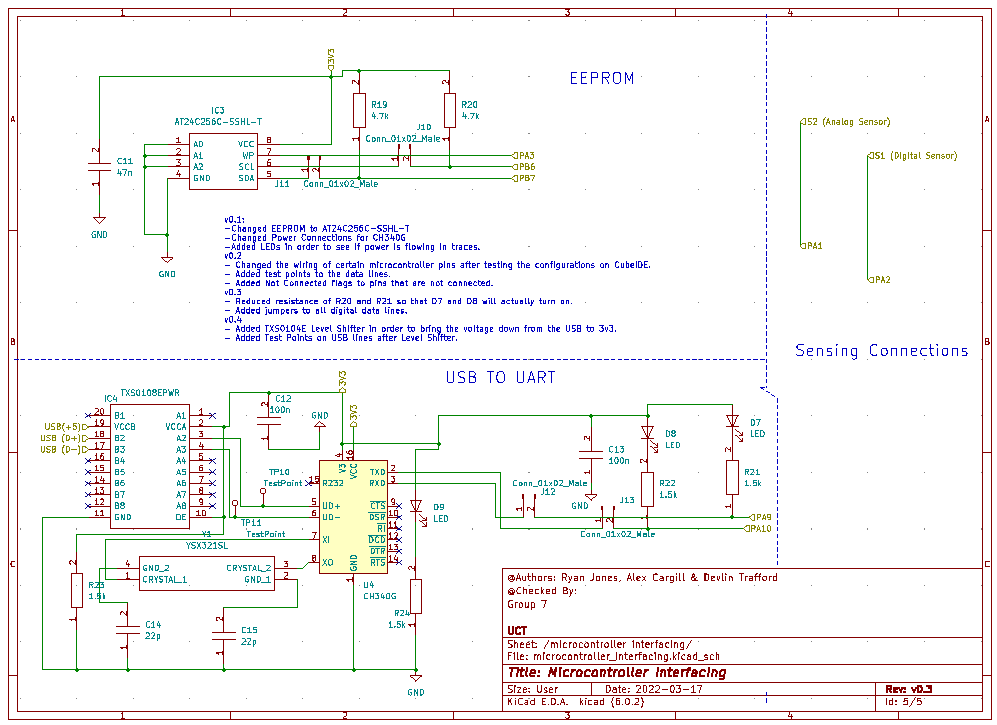 1 2 3 4
3V3
EEPROM
IC3
AT24C256C-SSHL-T
R19
4.7k
R20
4.7k
J10
Conn_01x02_Male
A0 VCC
A1 WP
A2 SCL
GND SDA
1 2 3 4
8 7 6 5
C11
47n
J11
Conn_01x02_Male
PA3
PB6
PB7
GND
GND
S2 (Analog Sensor)
S1 (Digital Sensor)
PA1
PA2
Sensing Connections
v0.1:
-Changed EEPROM to AT24C256C-SSHL-T
-Changed Power Connections for CH340G
-Added LEDs in order to see if power is flowing in traces.
v0.2
- Changed the wiring of certain microcontroller pins after testing the configurations on CubeIDE.
- Added test points to the data lines.
- Added Not Connected flags to pins that are not connected.
v0.3
- Reduced resistance of R20 and R21 so that D7 and D8 will actually turn on.
- Added jumpers to all digital data lines.
v0.4
- Added TXS0104E Level Shifter in order to bring the voltage down from the USB to 3v3.
- Added Test Points on USB lines after Level Shifter.
USB TO UART
TXS0108EPWR
IC4
B1 A1
VCCB VCCA
B2 A2
B3 A3
B4 A4
B5 A5
B6 A6
B7 A7
B8 A8
GND OE
20 19 18 17 16 15 14 13 12 11
1 2 3 4 5 6 7 8 9 10
USB(+5)
USB (D+)
USB (D-)
C12
100n
GND
3V3
3V3
TP10
TestPoint
TP11
TestPoint
V3 VCC
R232
UD+
UD-
XI
XO
TXD
RXD
CTS
DSR
RI
DCD
DTR
RTS
GND
4 16
15 5 6 7 8
2 3 9 10 11 12 13 14
1
U4
CH340G
D9
LED
R24
1.5k
Y1
YSX321SL
GND_2 CRYSTAL_2
CRYSTAL_1 GND_1
4 1 3 2
R23
1.5k
C14
22p
C15
22p
GND
C13
100n
GND
D8
LED
D7
LED
R22
1.5k
R21
1.5k
Conn_01x02_Male
J12
J13
Conn_01x02_Male
PA9
PA10
@Authors: Ryan Jones, Alex Cargill & Devlin Trafford
@Checked By:
Group 7
UCT
Sheet: /microcontroller interfacing/
File: microcontroller_interfacing.kicad_sch
Title: Microcontroller Interfacing
Size: User Date: 2022-03-17 Rev: v0.3
KiCad E.D.A. kicad (6.0.2) Id: 5/5
A B C
A B C
1 2 3 4